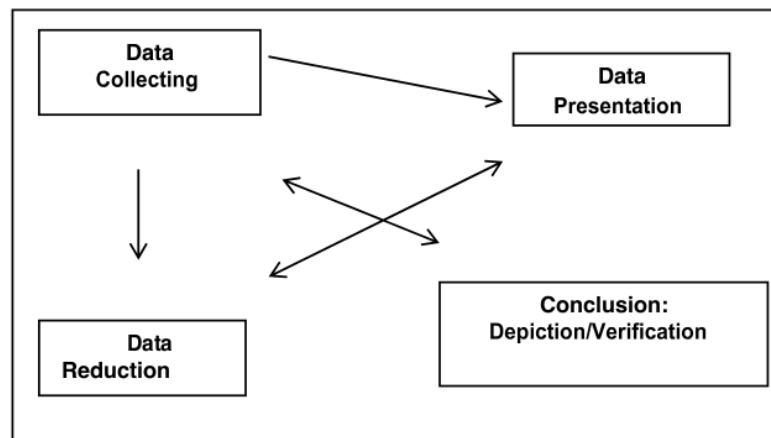 Data
Collecting
Data
Presentation
Data
Reduction
Conclusion:
Depiction/Verification